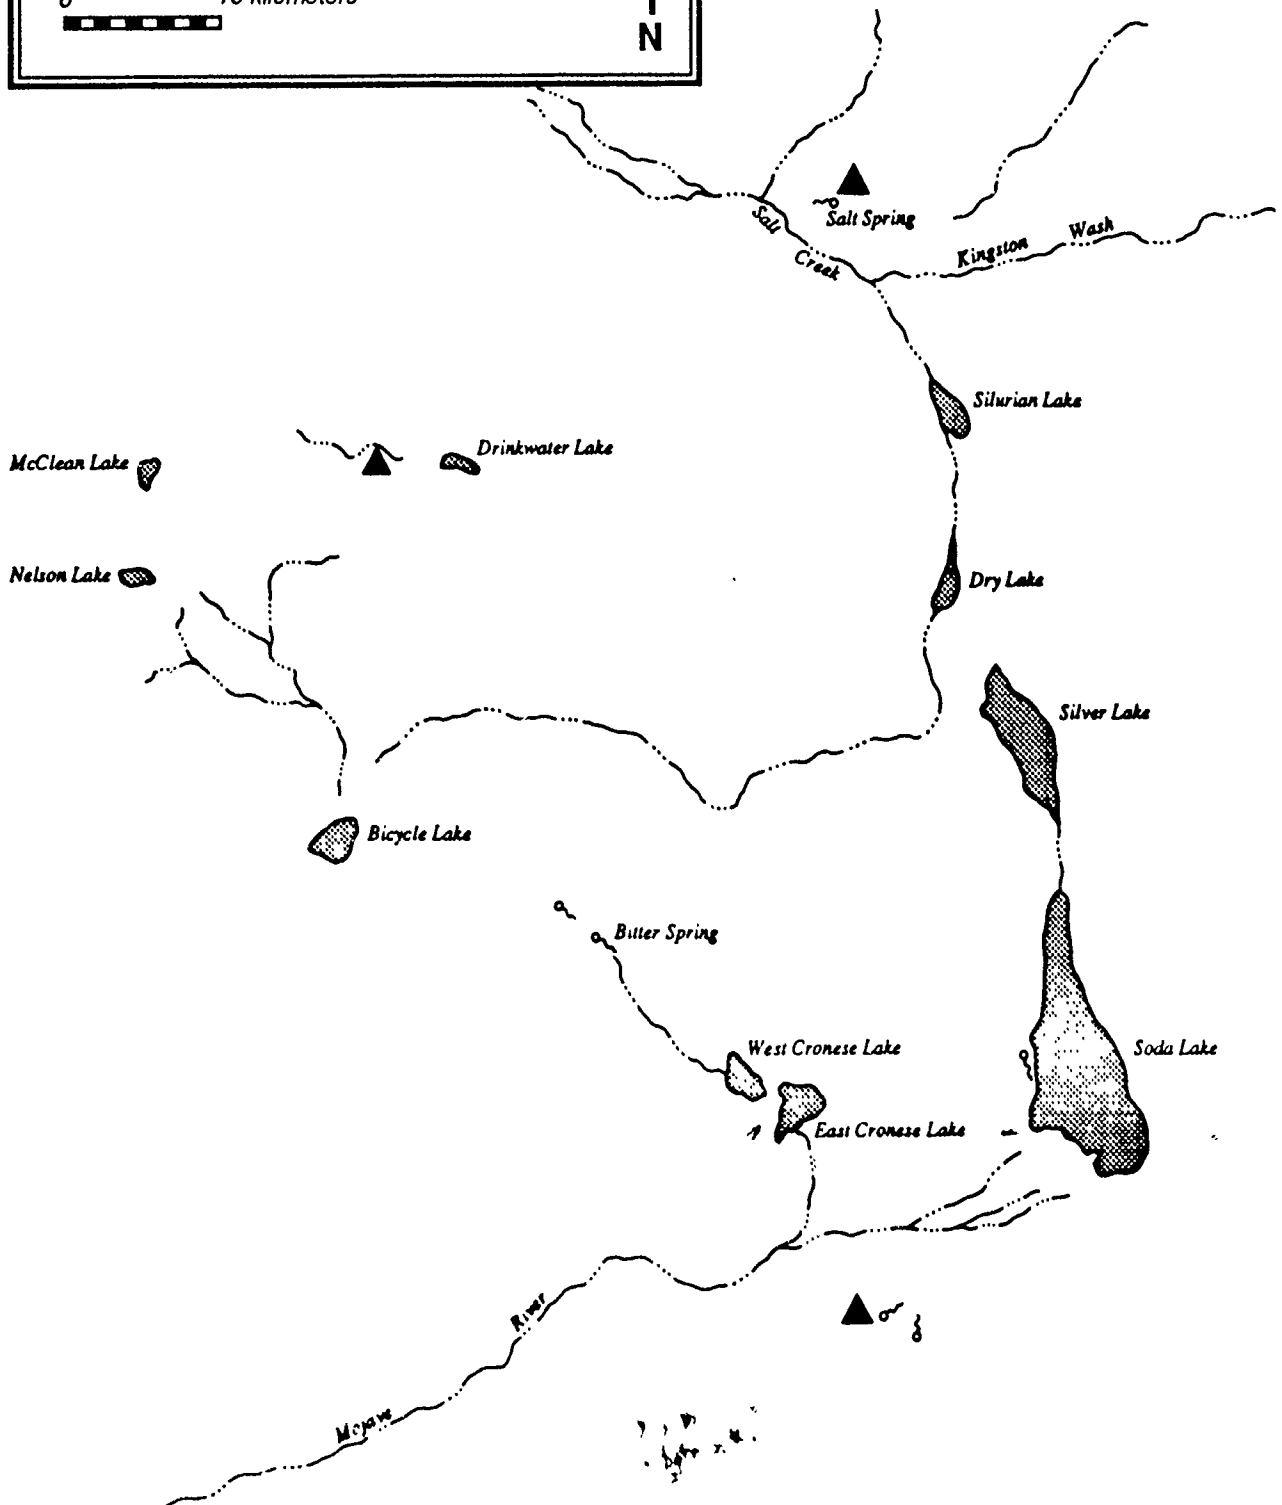 10 kilometers
N
Salt Spring
Salt
Creek
Kingston Wash
Silurian Lake
Drinkwater Lake
McClean Lake
Nelson Lake
Dry Lake
Silver Lake
Bicycle Lake
Bitter Spring
West Cronese Lake
Soda Lake
East Cronese Lake
River
Mojave